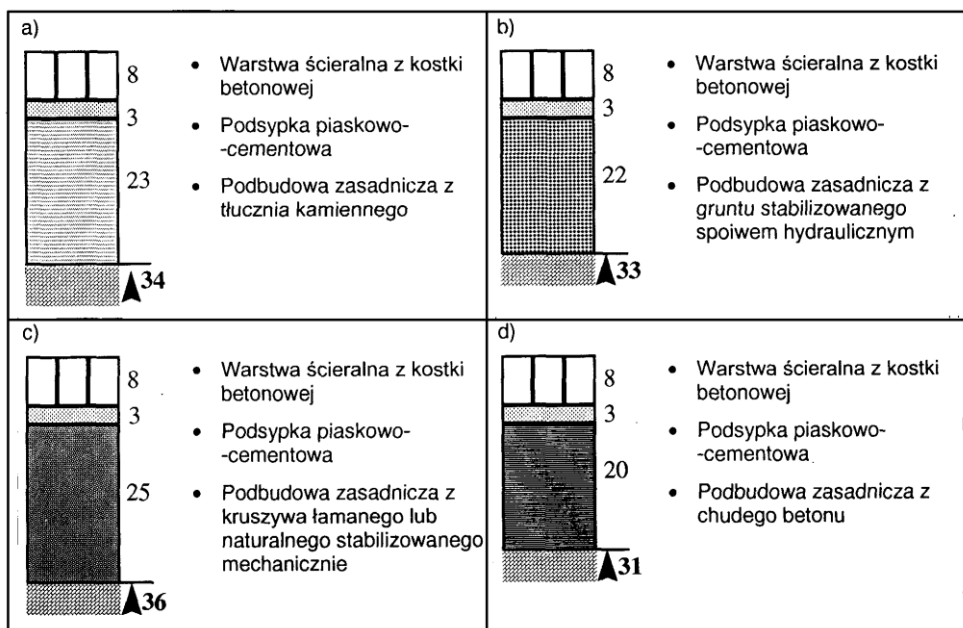 a)
8
3
23
34
• Warstwa ścieralna z kostki
betonowej
• Podsypka piaskowo-
-cementowa
• Podbudowa zasadnicza z
tłucznia kamiennego
b)
8
3
22
33
• Warstwa ścieralna z kostki
betonowej
• Podsypka piaskowo-
-cementowa
• Podbudowa zasadnicza z
gruntu stabilizowanego
spoiwem hydraulicznym
c)
8
3
25
36
• Warstwa ścieralna z kostki
betonowej
• Podsypka piaskowo-
-cementowa
• Podbudowa zasadnicza z
kruszywa łamanego lub
naturalnego stabilizowanego
mechanicznie
d)
8
3
20
31
• Warstwa ścieralna z kostki
betonowej
• Podsypka piaskowo-
-cementowa
• Podbudowa zasadnicza z
chudego betonu